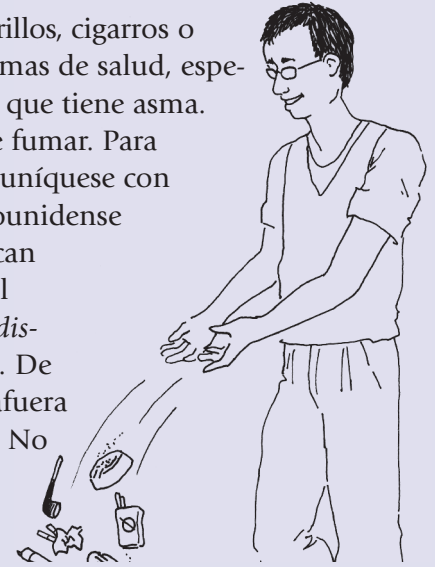 rillos, cigarros o
mas de salud, espe-
que tiene asma.
e fumar. Para
uníquese con
ounidense
can
l
dis-
. De
afuera
No